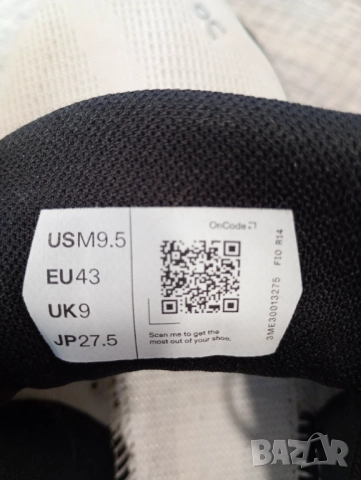 USM9.5
EU43
UK9
JP27.5
OnCode
Scan me to get the
most out of your shoe.
3ME30013275 F10 R14
BAZAR
.bg